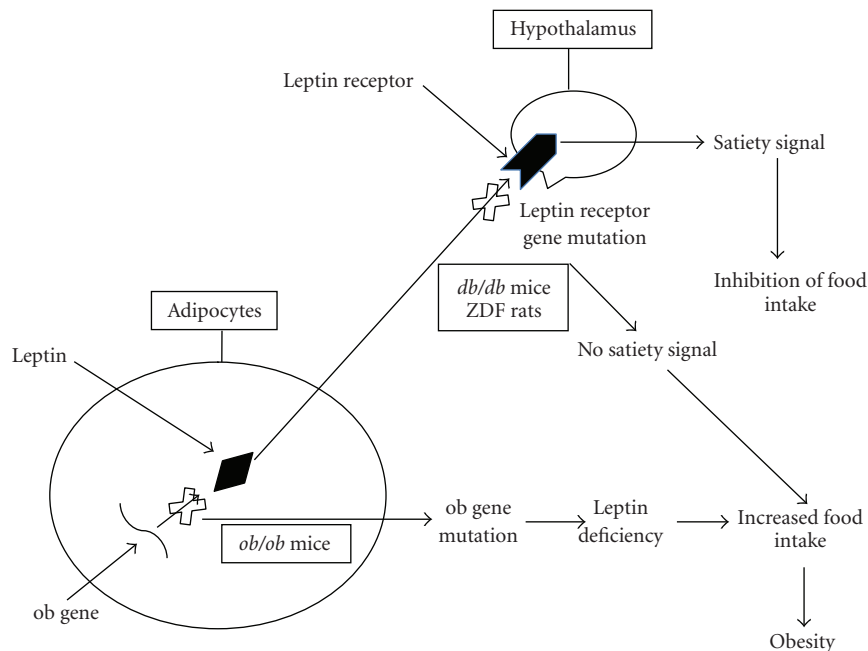 Hypothalamus
Leptin receptor
Satiety signal
Leptin receptor
gene mutation
db/db mice
ZDF rats
Inhibition of food
intake
Adipocytes
Leptin
No satiety signal
ob gene
mutation
Leptin
deficiency
Increased food
intake
ob/ob mice
ob gene
Obesity